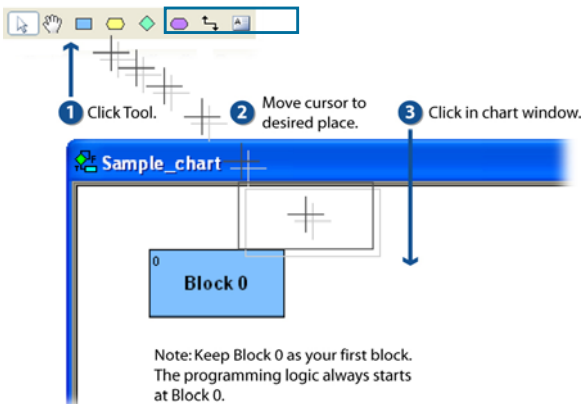 A
1 Click Tool.
2 Move cursor to
desired place.
3 Click in chart window.
Sample_chart
0
Block 0
Note: Keep Block 0 as your first block.
The programming logic always starts
at Block 0.